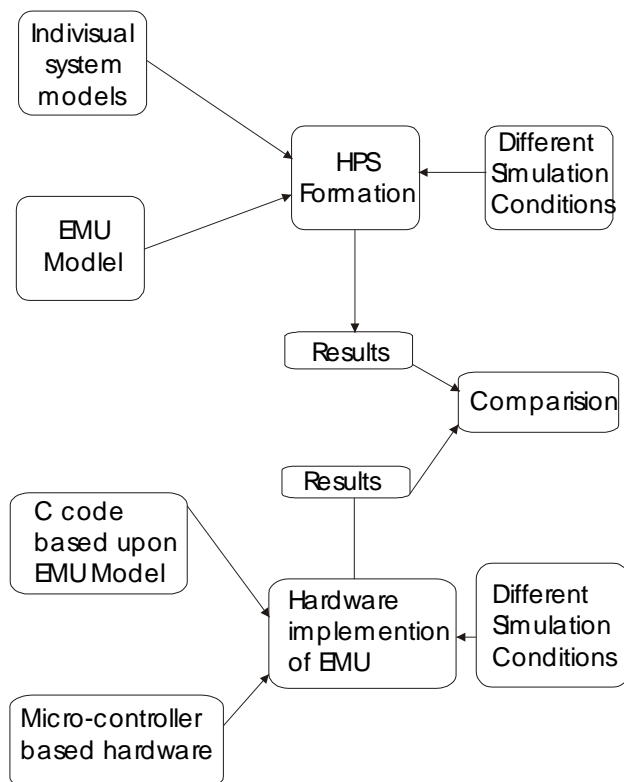 Indivisual
system
models
HPS
Formation
Different
Simulation
Conditions
EMU
Modlel
Results
Comparision
Results
C code
based upon
EMU Model
Hardware
implemention
of EMU
Different
Simulation
Conditions
Micro-controller
based hardware